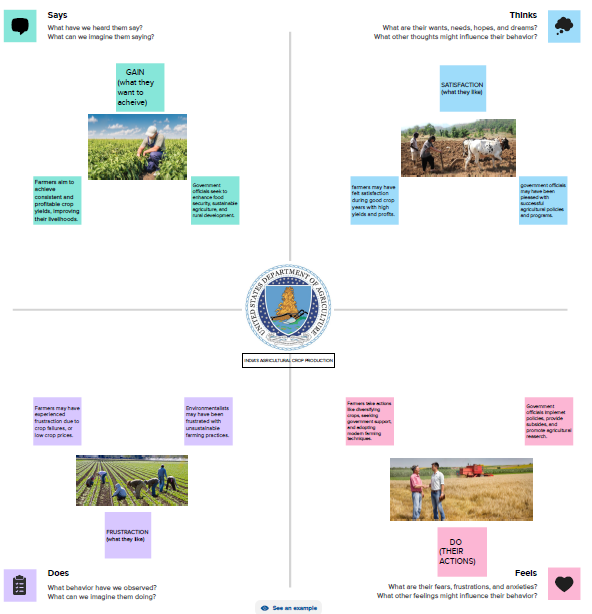 Says
What have we heard them say?
What can we imagine them saying?
Thinks
What are their wants, needs, hopes, and dreams?
What other thoughts might influence their behavior?
GAIN
(what they
want to
acheive)
SATISFACTION
(what they like)
Farmers aim to
achieve
consistent and
profitable crop
yields, improving
their livelihoods.
Government
officials seek to
enhance food
security, sustainable
agriculture, and
rural development.
farmers may have
felt satisfaction
during good crop
years with high
yields and profits.
government officials
may have been
pleased with
successful
agricultural policies
and programs.
UNITED STATES DEPARTMENT OF AGRICULTURE
INDIA'S AGRICULTURAL CROP PRODUCTION
Farmers may have
experienced
frustraction due to
crop failures, or
low crop prices.
Environmentalists
may have been
frustrated with
unsustainable
farming practices.
Farmers take actions
like diversifying
crops, seeking
government support,
and adopting
modern farming
techniques.
Government
officials implemet
policies, provide
subsides, and
promote agricultural
research.
FRUSTRACTION
(what they like)
DO
(THEIR
ACTIONS)
Does
What behavior have we observed?
What can we imagine them doing?
Feels
What are their fears, frustrations, and anxieties?
What other feelings might influence their behavior?
See an example